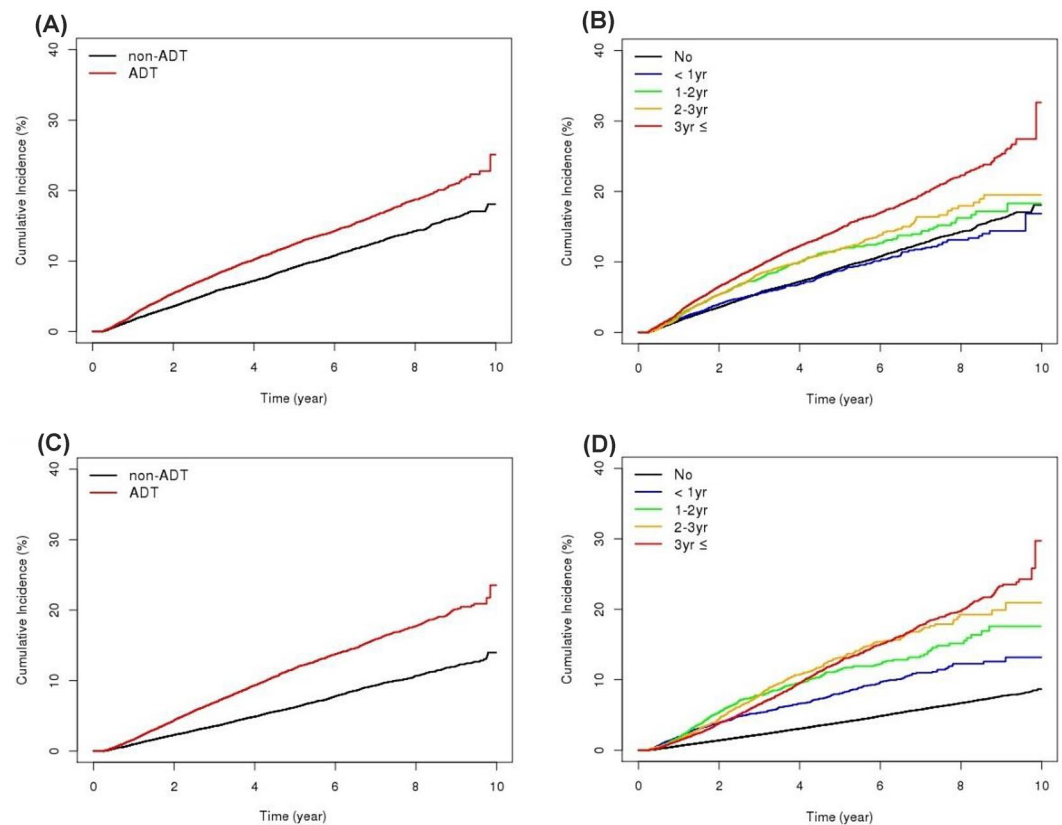 (A)
non-ADT
ADT
Cumulative Incidence (%)
40
30
20
10
0
0 2 4 6 8 10
Time (year)
(B)
No
< 1yr
1-2yr
2-3yr
3yr ≤
Cumulative Incidence (%)
40
30
20
10
0
0 2 4 6 8 10
Time (year)
(C)
non-ADT
ADT
Cumulative Incidence (%)
40
30
20
10
0
0 2 4 6 8 10
Time (year)
(D)
No
< 1yr
1-2yr
2-3yr
3yr ≤
Cumulative Incidence (%)
40
30
20
10
0
0 2 4 6 8 10
Time (year)